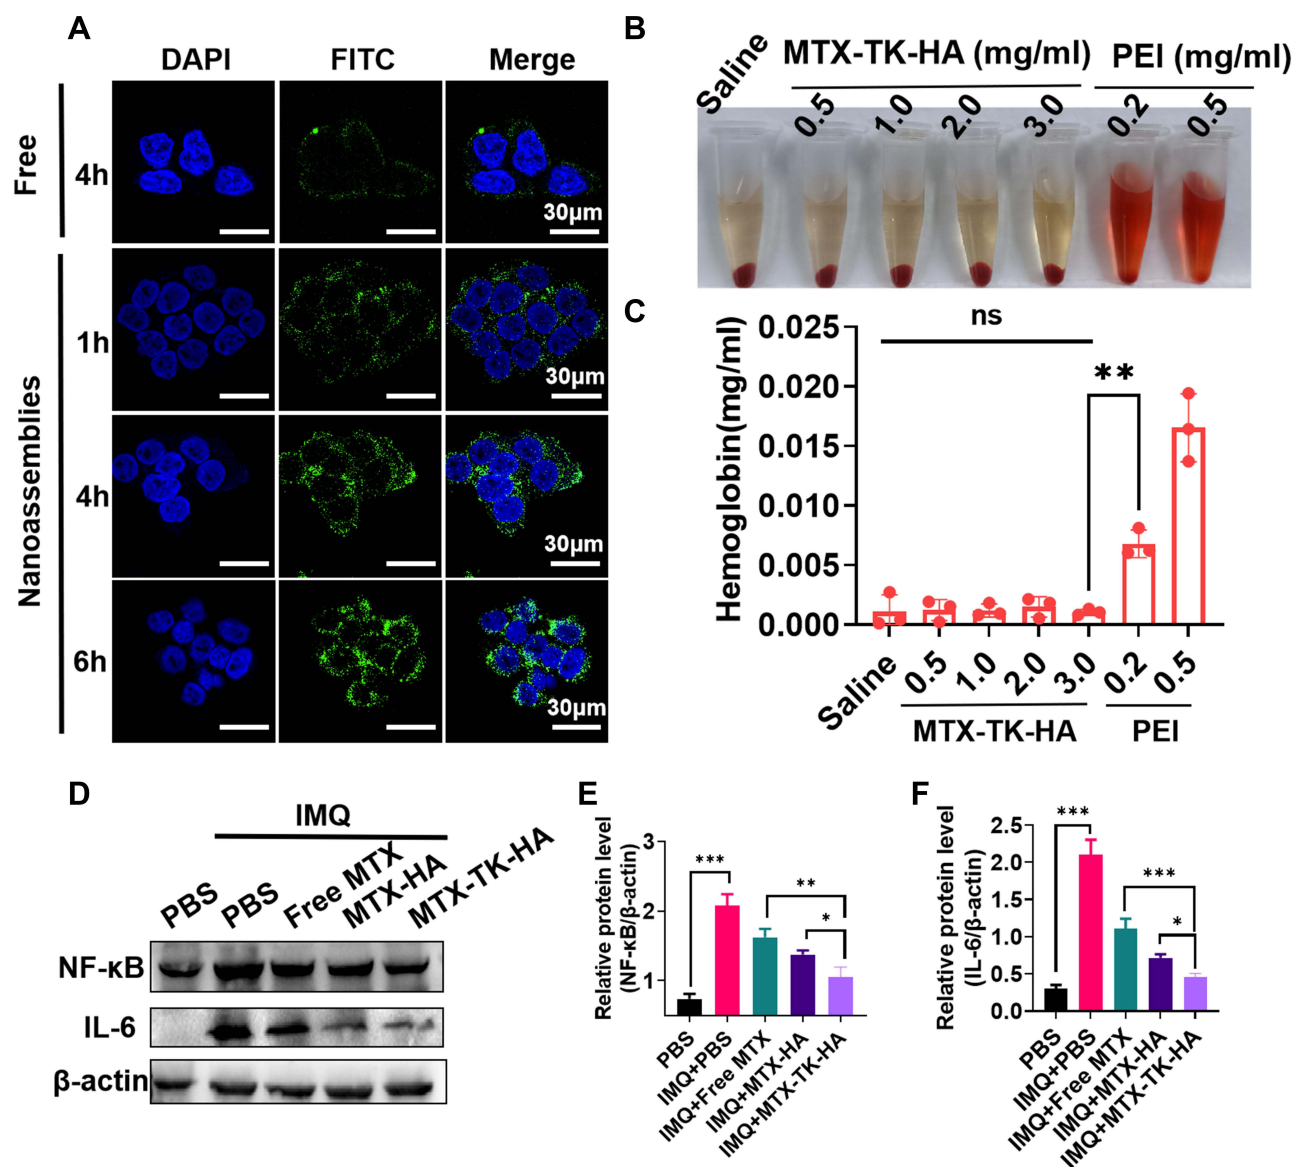 A
DAPI FITC Merge
Free
4h
30μm
Nanoassemblies
1h
30μm
4h
30μm
6h
30μm
B
Saline
MTX-TK-HA (mg/ml)
PEI (mg/ml)
0.5 1.0 2.0 3.0 0.2 0.5
C
Hemoglobin(mg/ml)
0.025
0.020
0.015
0.010
0.005
0.000
ns
**
Saline 0.5 1.0 2.0 3.0 0.2 0.5
MTX-TK-HA PEI
D
IMQ
PBS PBS Free MTX MTX-HA MTX-TK-HA
NF-κB
IL-6
β-actin
E
Relative protein level
(NF-κB/β-actin)
3
2
1
***
**
*
PBS
IMQ+PBS
IMQ+Free MTX
IMQ+MTX-HA
IMQ+MTX-TK-HA
F
Relative protein level
(IL-6/β-actin)
2.5
2.0
1.5
1.0
0.5
0.0
***
***
*
PBS
IMQ+PBS
IMQ+Free MTX
IMQ+MTX-HA
IMQ+MTX-TK-HA